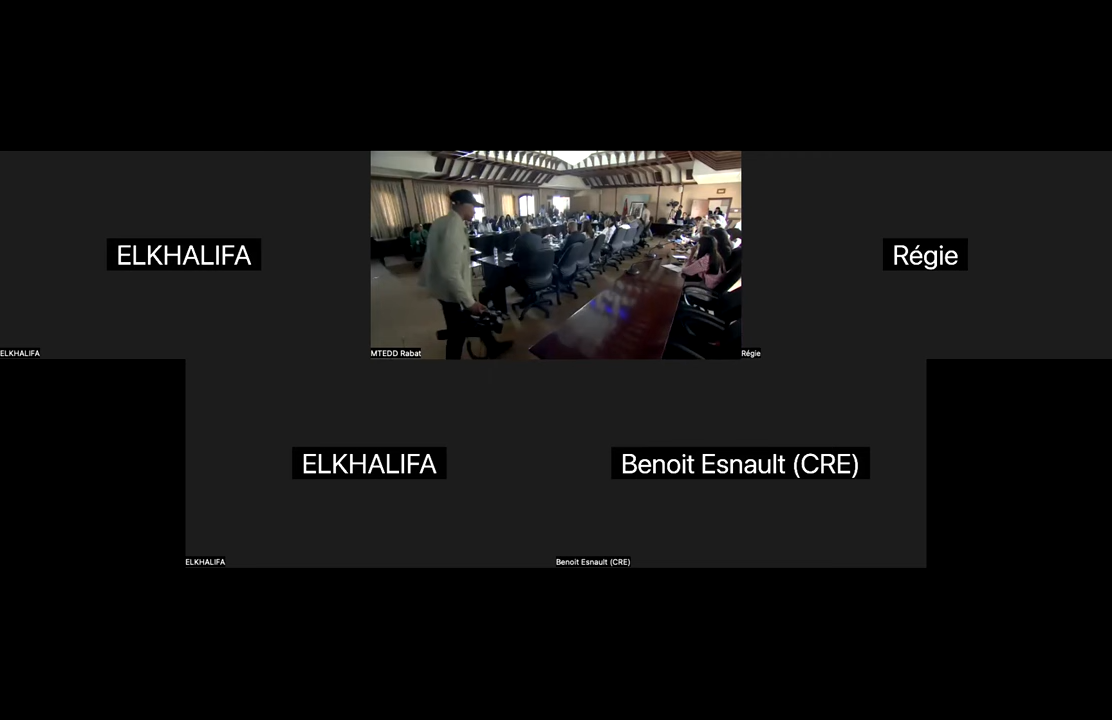 ELKHALIFA
ELKHALIFA
MTEDD Rabat
Régie
Régie
ELKHALIFA
ELKHALIFA
Benoit Esnault (CRE)
Benoit Esnault (CRE)